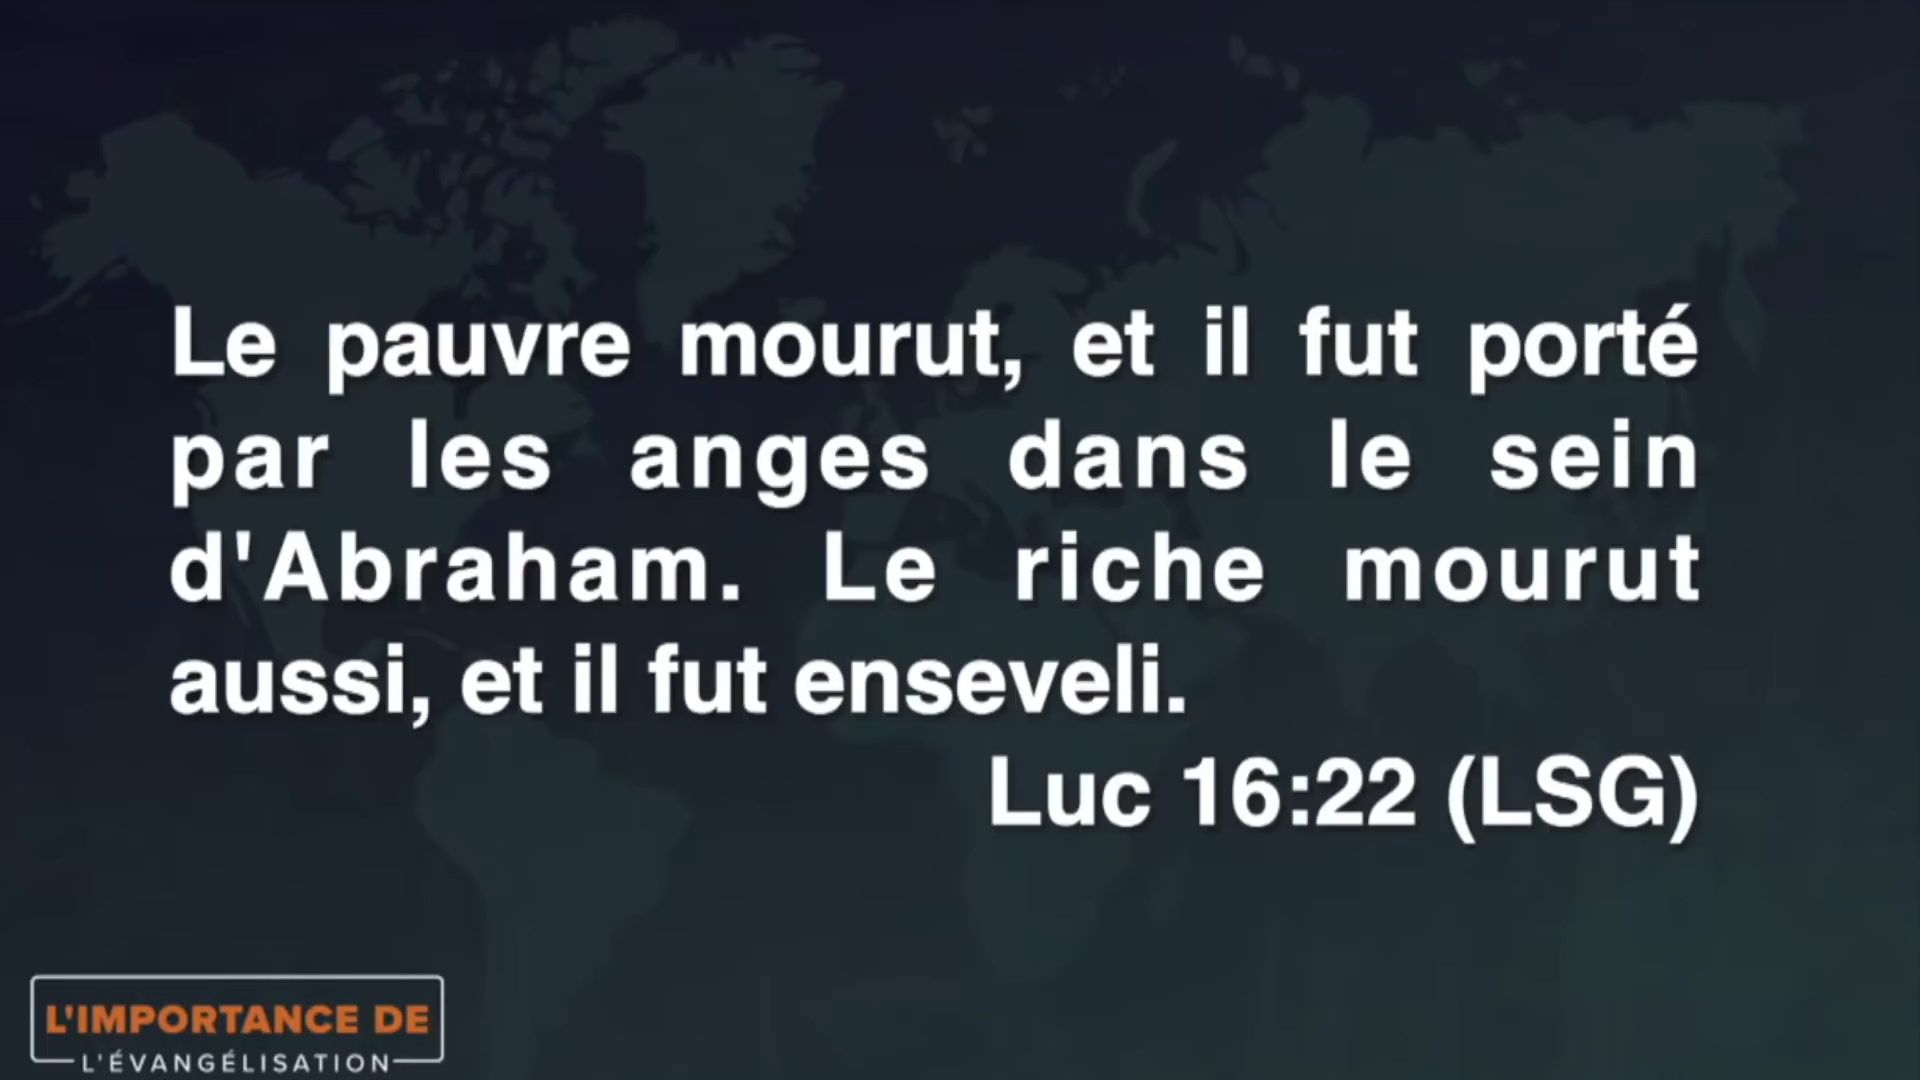 Le pauvre mourut, et il fut porté
par les anges dans le sein
d'Abraham. Le riche mourut
aussi, et il fut enseveli.
Luc 16:22 (LSG)
L'IMPORTANCE DE
L'ÉVANGÉLISATION